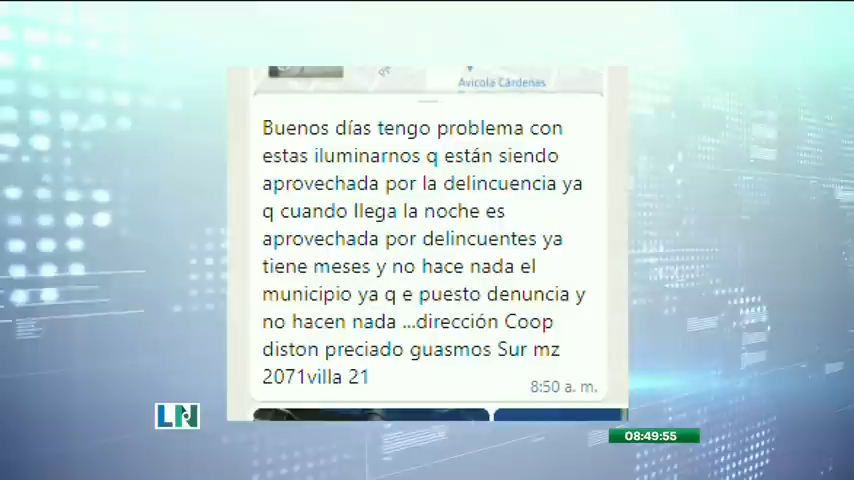 Avicola Cárdenas
Buenos días tengo problema con
estas iluminarnos q están siendo
aprovechada por la delincuencia ya
q cuando llega la noche es
aprovechada por delincuentes ya
tiene meses y no hace nada el
municipio ya q e puesto denuncia y
no hacen nada ...dirección Coop
diston preciado guasmos Sur mz
2071villa 21
8:50 a. m.
LN
08:49:55